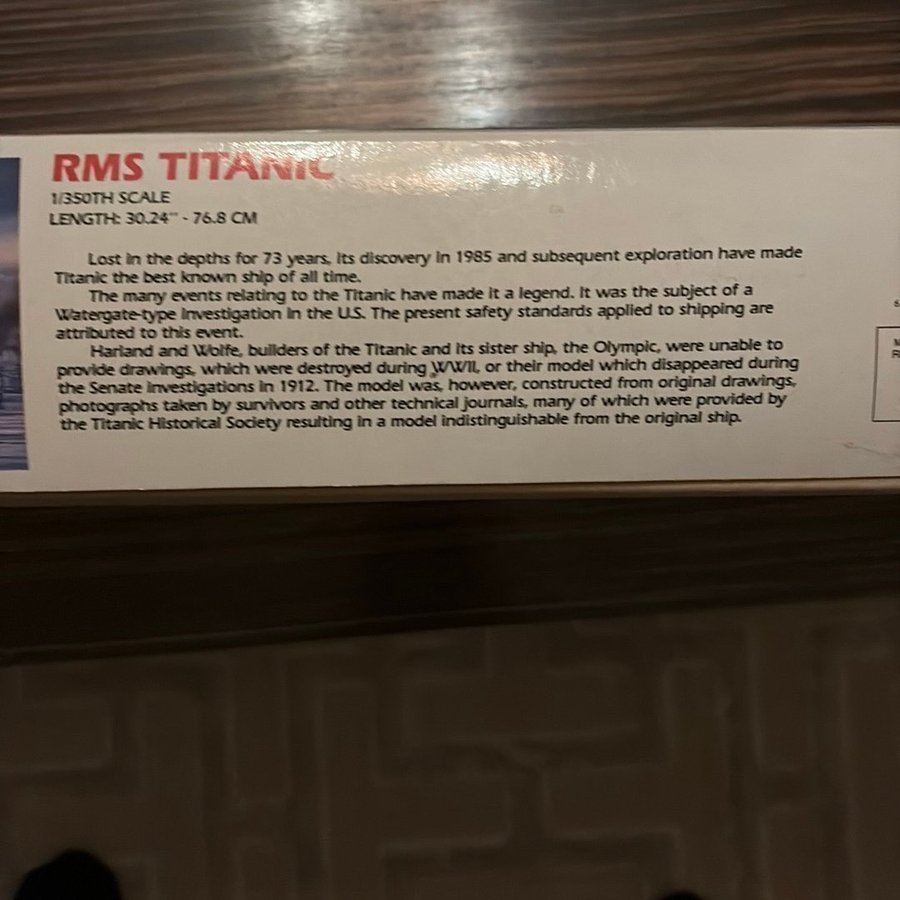 RMS TITANIC
1/350TH SCALE
LENGTH: 30.24" - 76.8 CM
Lost in the depths for 73 years, its discovery in 1985 and subsequent exploration have made
Titanic the best known ship of all time.
The many events relating to the Titanic have made it a legend. It was the subject of a
Watergate-type investigation in the U.S. The present safety standards applied to shipping are
attributed to this event.
Harland and Wolfe, builders of the Titanic and its sister ship, the Olympic, were unable to
provide drawings, which were destroyed during WWII, or their model which disappeared during
the Senate investigations in 1912. The model was, however, constructed from original drawings,
photographs taken by survivors and other technical journals, many of which were provided by
the Titanic Historical Society resulting in a model indistinguishable from the original ship.